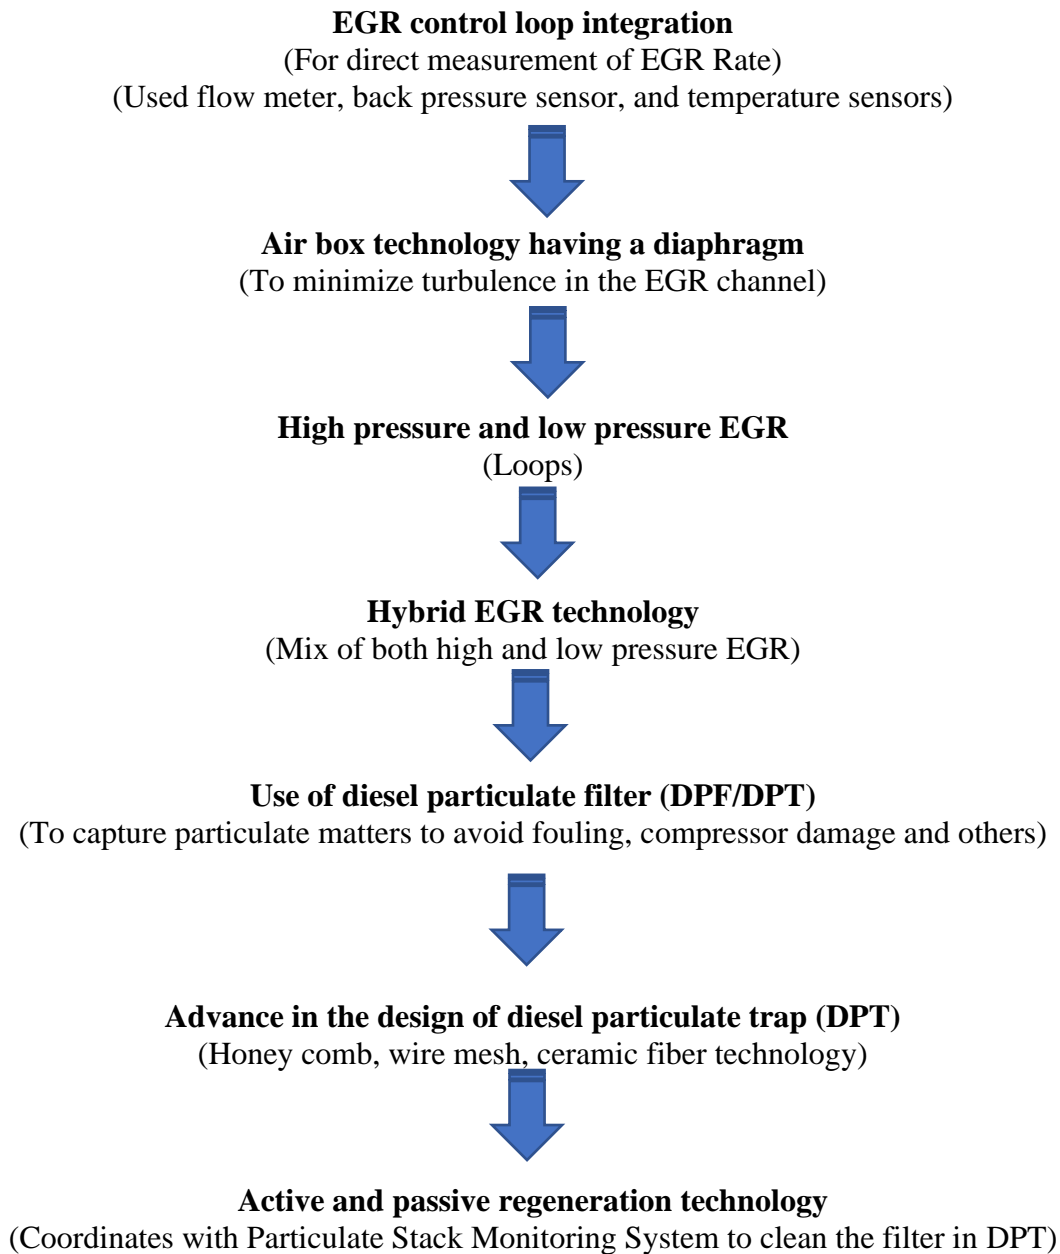 EGR control loop integration
(For direct measurement of EGR Rate)
(Used flow meter, back pressure sensor, and temperature sensors)
Air box technology having a diaphragm
(To minimize turbulence in the EGR channel)
High pressure and low pressure EGR
(Loops)
Hybrid EGR technology
(Mix of both high and low pressure EGR)
Use of diesel particulate filter (DPF/DPT)
(To capture particulate matters to avoid fouling, compressor damage and others)
Advance in the design of diesel particulate trap (DPT)
(Honey comb, wire mesh, ceramic fiber technology)
Active and passive regeneration technology
(Coordinates with Particulate Stack Monitoring System to clean the filter in DPT)